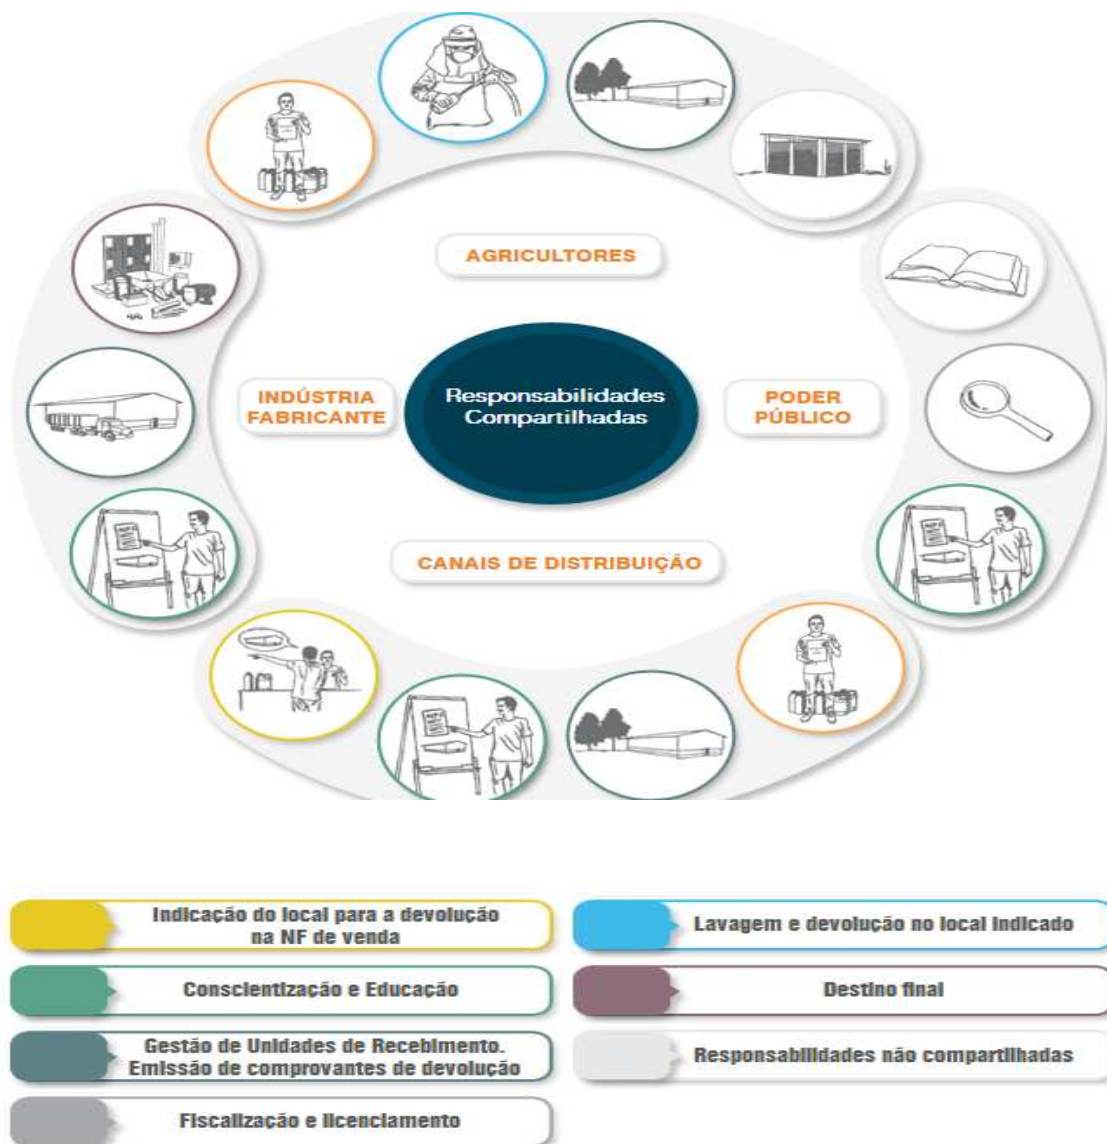 AGRICULTORES
INDÚSTRIA
FABRICANTE
Responsabilidades
Compartilhadas
PODER
PÚBLICO
CANAIS DE DISTRIBUIÇÃO
Indicação do local para a devolução
na NF de venda
Lavagem e devolução no local indicado
Conscientização e Educação
Destino final
Gestão de Unidades de Recebimento.
Emissão de comprovantes de devolução
Responsabilidades não compartilhadas
Fiscalização e licenciamento